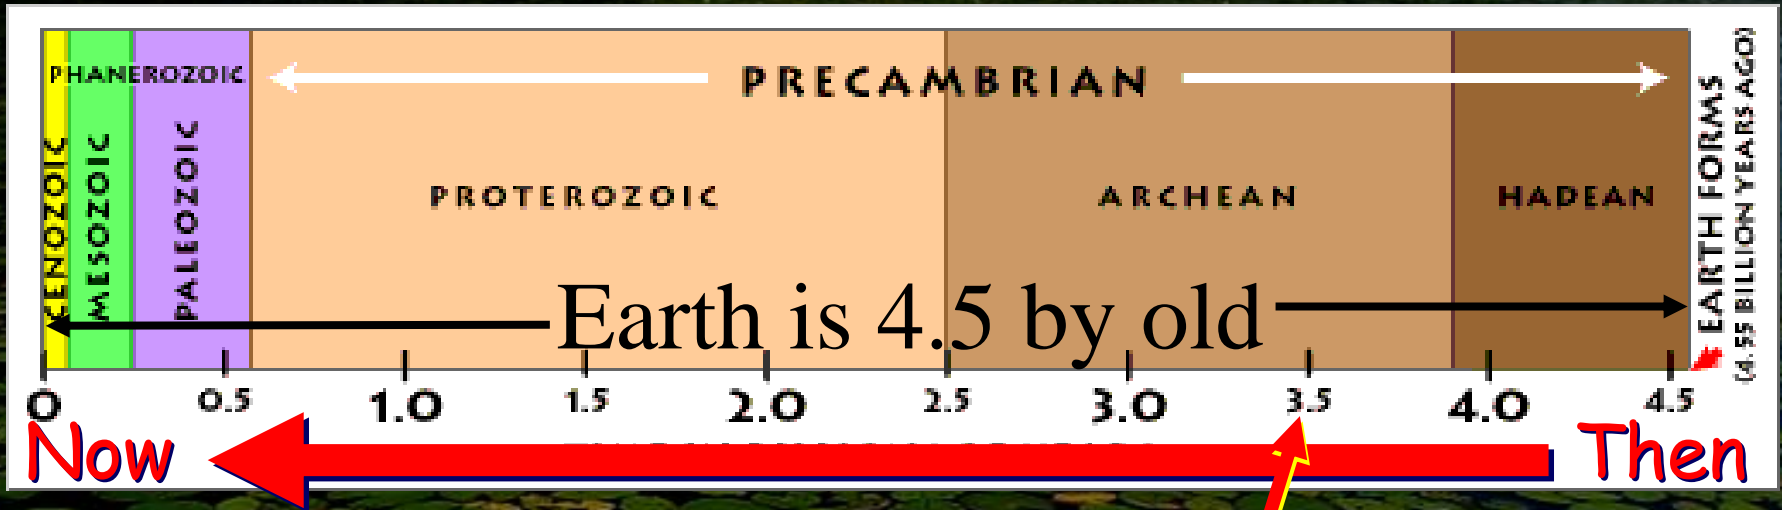 PHANEROZOIC
PRECAMBRIAN
CENOZOIC
MESOZOIC
PALEOZOIC
PROTEROZOIC
ARCHEAN
HADEAN
EARTH FORMS
(4.55 BILLION YEARS AGO)
Earth is 4.5 by old
0 0.5 1.0 1.5 2.0 2.5 3.0 3.5 4.0 4.5
Now
Then